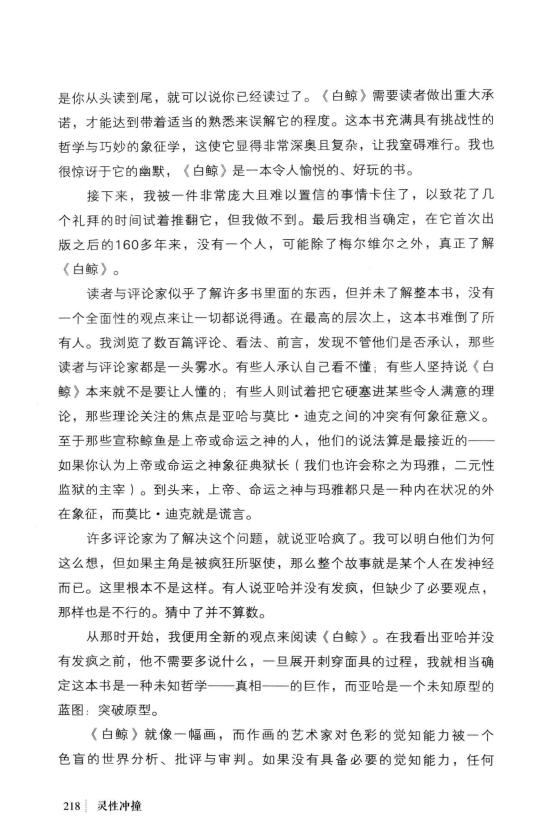 是你从头读到尾，就可以说你已经读过了。《白鲸》需要读者做出重大承
诺，才能达到带着适当的熟悉来误解它的程度。这本书充满具有挑战性的
哲学与巧妙的象征学，这使它显得非常深奥且复杂，让我窒碍难行。我也
很惊讶于它的幽默，《白鲸》是一本令人愉悦的、好玩的书。
接下来，我被一件非常庞大且难以置信的事情卡住了，以致花了几
个礼拜的时间试着推翻它，但我做不到。最后我相当确定，在它首次出
版之后的160多年来，没有一个人，可能除了梅尔维尔之外，真正了解
《白鲸》。
读者与评论家似乎了解许多书里面的东西，但并未了解整本书，没有
一个全面性的观点来让一切都说得通。在最高的层次上，这本书难倒了所
有人。我浏览了数百篇评论、看法、前言，发现不管他们是否承认，那些
读者与评论家都是一头雾水。有些人承认自己看不懂；有些人坚持说《白
鲸》本来就不是要让人懂的；有些人则试着把它硬塞进某些令人满意的理
论，那些理论关注的焦点是亚哈与莫比·迪克之间的冲突有何象征意义。
至于那些宣称鲸鱼是上帝或命运之神的人，他们的说法算是最接近的——
如果你认为上帝或命运之神象征典狱长（我们也许会称之为玛雅，二元性
监狱的主宰）。到头来，上帝、命运之神与玛雅都只是一种内在状况的外
在象征，而莫比·迪克就是谎言。
许多评论家为了解决这个问题，就说亚哈疯了。我可以明白他们为何
这么想，但如果主角是被疯狂所驱使，那么整个故事就是某个人在发神经
而已。这里根本不是这样。有人说亚哈并没有发疯，但缺少了必要观点，
那样也是不行的。猜中了并不算数。
从那时开始，我便用全新的观点来阅读《白鲸》。在我看出亚哈并没
有发疯之前，他不需要多说什么，一旦展开刺穿面具的过程，我就相当确
定这本书是一种未知哲学——真相——的巨作，而亚哈是一个未知原型的
蓝图：突破原型。
《白鲸》就像一幅画，而作画的艺术家对色彩的觉知能力被一个
色盲的世界分析、批评与审判。如果没有具备必要的觉知能力，任何
218 灵性冲撞